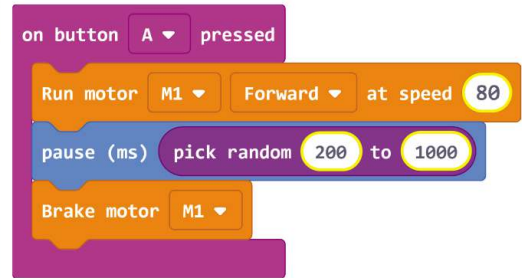 on button A pressed
Run motor M1 Forward at speed 80
pause (ms) pick random 200 to 1000
Brake motor M1